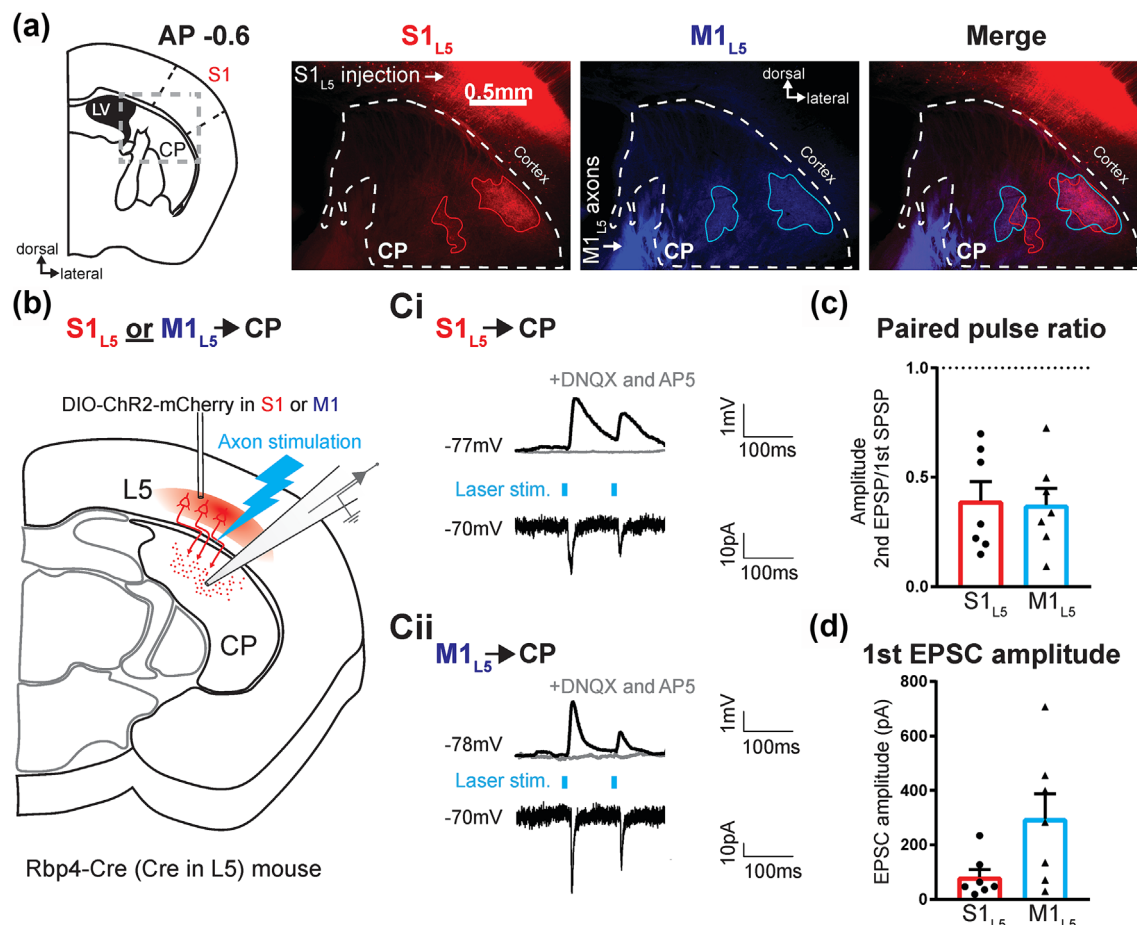 (a)
AP -0.6
S1
LV
CP
dorsal
lateral
S1L5
S1L5 injection
0.5mm
Cortex
CP
M1L5
dorsal
lateral
Cortex
M1L5 axons
CP
Merge
(b)
S1L5 or M1L5 CP
DIO-ChR2-mCherry in S1 or M1
Axon stimulation
L5
CP
Rbp4-Cre (Cre in L5) mouse
Ci
S1L5 CP
+DNQX and AP5
-77mV
1mV
100ms
Laser stim.
-70mV
10pA
100ms
Cii
M1L5 CP
+DNQX and AP5
-78mV
1mV
100ms
Laser stim.
-70mV
10pA
100ms
(c)
Paired pulse ratio
Amplitude
2nd EPSP/1st SPSP
1.0
0.5
0.0
S1L5
M1L5
(d)
1st EPSC amplitude
EPSC amplitude (pA)
800
600
400
200
0
S1L5
M1L5